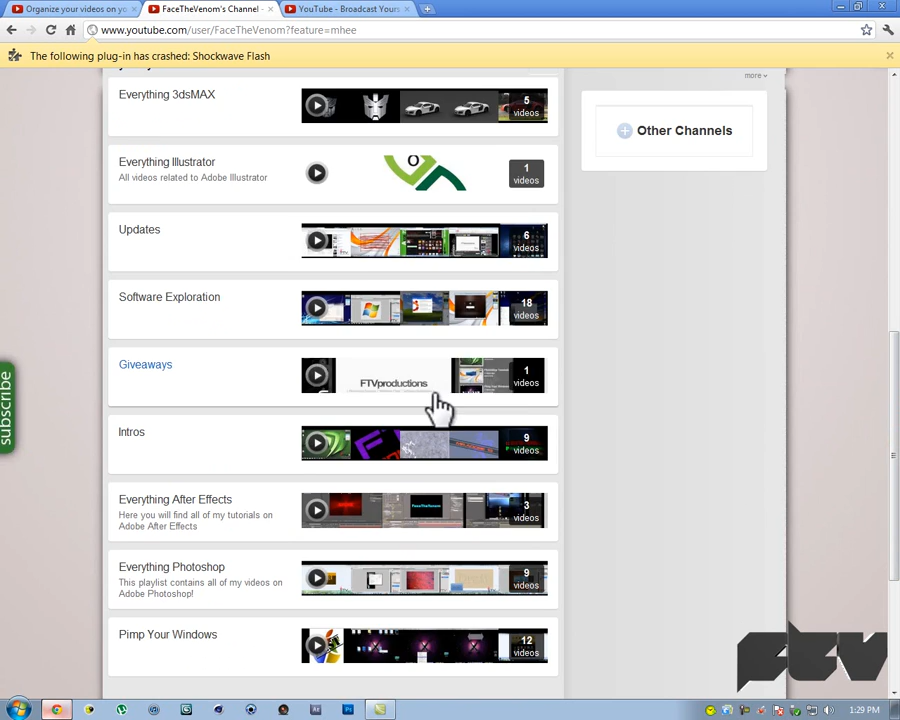 Organize your videos on yo
FaceTheVenom's Channel -
YouTube - Broadcast Yours
www.youtube.com/user/FaceTheVenom?feature=mhee
The following plug-in has crashed: Shockwave Flash
more
Everything 3dsMAX
5
videos
Other Channels
Everything Illustrator
All videos related to Adobe Illustrator
1
videos
Updates
6
videos
Software Exploration
18
videos
subscribe
Giveaways
FTVproductions
1
videos
Intros
9
videos
Everything After Effects
Here you will find all of my tutorials on
Adobe After Effects
FaceTheVenom
3
videos
Everything Photoshop
This playlist contains all of my videos on
Adobe Photoshop!
9
videos
Pimp Your Windows
12
videos
ftv
Ae
Ps
1:29 PM